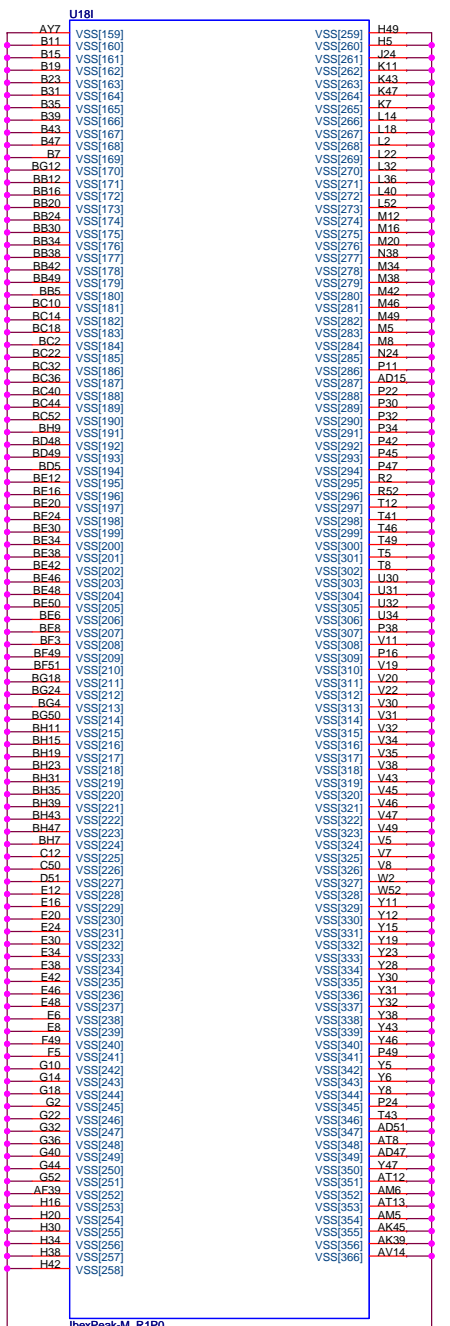 U18I
AY7 VSS[159] VSS[259] H49
B11 VSS[160] VSS[260] H5
B15 VSS[161] VSS[261] J24
B19 VSS[162] VSS[262] K11
B23 VSS[163] VSS[263] K43
B31 VSS[164] VSS[264] K47
B35 VSS[165] VSS[265] K7
B39 VSS[166] VSS[266] L14
B43 VSS[167] VSS[267] L18
B47 VSS[168] VSS[268] L2
B7 VSS[169] VSS[269] L22
BG12 VSS[170] VSS[270] L32
BB12 VSS[171] VSS[271] L36
BB16 VSS[172] VSS[272] L40
BB20 VSS[173] VSS[273] L52
BB24 VSS[174] VSS[274] M12
BB30 VSS[175] VSS[275] M16
BB34 VSS[176] VSS[276] M20
BB38 VSS[177] VSS[277] N38
BB42 VSS[178] VSS[278] M34
BB49 VSS[179] VSS[279] M38
BB5 VSS[180] VSS[280] M42
BC10 VSS[181] VSS[281] M46
BC14 VSS[182] VSS[282] M49
BC18 VSS[183] VSS[283] M5
BC2 VSS[184] VSS[284] M8
BC22 VSS[185] VSS[285] N24
BC32 VSS[186] VSS[286] P11
BC36 VSS[187] VSS[287] AD15
BC40 VSS[188] VSS[288] P22
BC44 VSS[189] VSS[289] P30
BC52 VSS[190] VSS[290] P32
BH9 VSS[191] VSS[291] P34
BD48 VSS[192] VSS[292] P42
BD49 VSS[193] VSS[293] P45
BD5 VSS[194] VSS[294] P47
BE12 VSS[195] VSS[295] R2
BE16 VSS[196] VSS[296] R52
BE20 VSS[197] VSS[297] T12
BE24 VSS[198] VSS[298] T41
BE30 VSS[199] VSS[299] T46
BE34 VSS[200] VSS[300] T49
BE38 VSS[201] VSS[301] T5
BE42 VSS[202] VSS[302] T8
BE46 VSS[203] VSS[303] U30
BE48 VSS[204] VSS[304] U31
BE50 VSS[205] VSS[305] U32
BE6 VSS[206] VSS[306] U34
BE8 VSS[207] VSS[307] P38
BF3 VSS[208] VSS[308] V11
BF49 VSS[209] VSS[309] P16
BF51 VSS[210] VSS[310] V19
BG18 VSS[211] VSS[311] V20
BG24 VSS[212] VSS[312] V22
BG4 VSS[213] VSS[313] V30
BG50 VSS[214] VSS[314] V31
BH11 VSS[215] VSS[315] V32
BH15 VSS[216] VSS[316] V34
BH19 VSS[217] VSS[317] V35
BH23 VSS[218] VSS[318] V38
BH31 VSS[219] VSS[319] V43
BH35 VSS[220] VSS[320] V45
BH39 VSS[221] VSS[321] V46
BH43 VSS[222] VSS[322] V47
BH47 VSS[223] VSS[323] V49
BH7 VSS[224] VSS[324] V5
C12 VSS[225] VSS[325] V7
C50 VSS[226] VSS[326] V8
D51 VSS[227] VSS[327] W2
E12 VSS[228] VSS[328] W52
E16 VSS[229] VSS[329] Y11
E20 VSS[230] VSS[330] Y12
E24 VSS[231] VSS[331] Y15
E30 VSS[232] VSS[332] Y19
E34 VSS[233] VSS[333] Y23
E38 VSS[234] VSS[334] Y28
E42 VSS[235] VSS[335] Y30
E46 VSS[236] VSS[336] Y31
E48 VSS[237] VSS[337] Y32
E6 VSS[238] VSS[338] Y38
E8 VSS[239] VSS[339] Y43
F49 VSS[240] VSS[340] Y46
F5 VSS[241] VSS[341] P49
G10 VSS[242] VSS[342] Y5
G14 VSS[243] VSS[343] Y6
G18 VSS[244] VSS[344] Y8
G2 VSS[245] VSS[345] P24
G22 VSS[246] VSS[346] T43
G32 VSS[247] VSS[347] AD51
G36 VSS[248] VSS[348] AT8
G40 VSS[249] VSS[349] AD47
G44 VSS[250] VSS[350] Y47
G52 VSS[251] VSS[351] AT12
AF39 VSS[252] VSS[352] AM6
H16 VSS[253] VSS[353] AT13
H20 VSS[254] VSS[354] AM5
H30 VSS[255] VSS[355] AK45
H34 VSS[256] VSS[356] AK39
H38 VSS[257] VSS[366] AV14
H42 VSS[258]
IbexPeak-M_R1P0